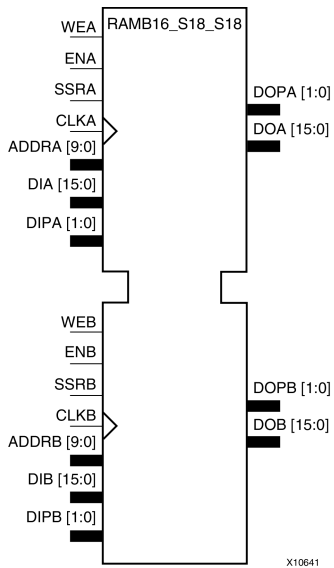 RAMB16_S18_S18
WEA
ENA
SSRA
CLKA
ADDRA [9:0]
DIA [15:0]
DIPA [1:0]
DOPA [1:0]
DOA [15:0]
WEB
ENB
SSRB
CLKB
ADDRB [9:0]
DIB [15:0]
DIPB [1:0]
DOPB [1:0]
DOB [15:0]
X10641